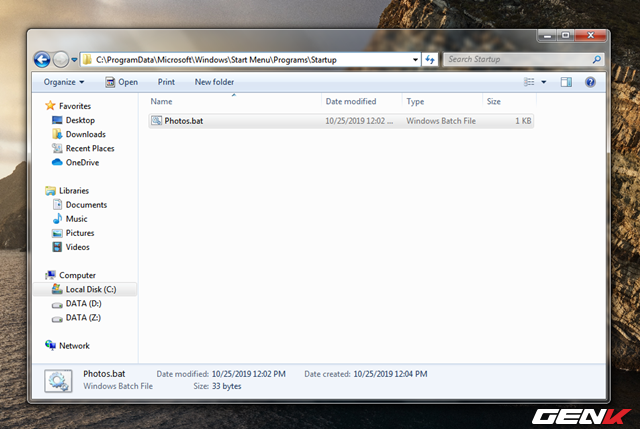 C:\ProgramData\Microsoft\Windows\Start Menu\Programs\Startup
Search Startup
Organize Open Print New folder
Name Date modified Type Size
Photos.bat 10/25/2019 12:02 ... Windows Batch File 1 KB
Favorites
Desktop
Downloads
Recent Places
OneDrive
Libraries
Documents
Music
Pictures
Videos
Computer
Local Disk (C:)
DATA (D:)
DATA (Z:)
Network
Photos.bat Date modified: 10/25/2019 12:02 PM Date created: 10/25/2019 12:04 PM
Windows Batch File Size: 33 bytes
GENK